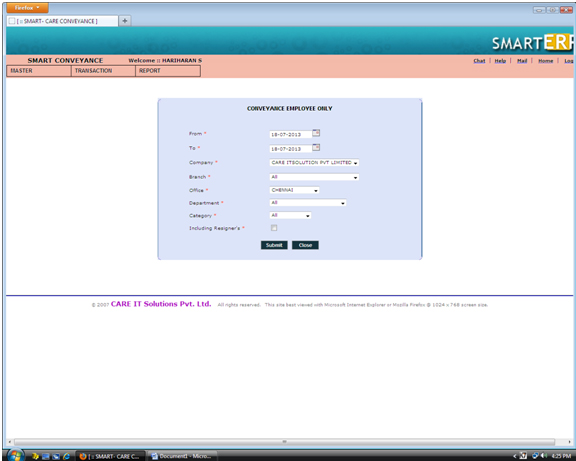 Firefox
[ :: SMART- CARE CONVEYANCE ]
SMARTERP
SMART CONVEYANCE Welcome :: HARIHARAN S Chat | Help | Mail | Home | Log
MASTER TRANSACTION REPORT
CONVEYANCE EMPLOYEE ONLY
From * 18-07-2013
To * 18-07-2013
Company * CARE ITSOLUTION PVT LIMITED
Branch * All
Office * CHENNAI
Department * All
Category * All
Including Resigner's *
Submit Close
© 2007 CARE IT Solutions Pvt. Ltd. All rights reserved. This site best viewed with Microsoft Internet Explorer or Mozilla Firefox @ 1024 x 768 screen size.
[ :: SMART- CARE C... Document1 - Micro... 4:25 PM